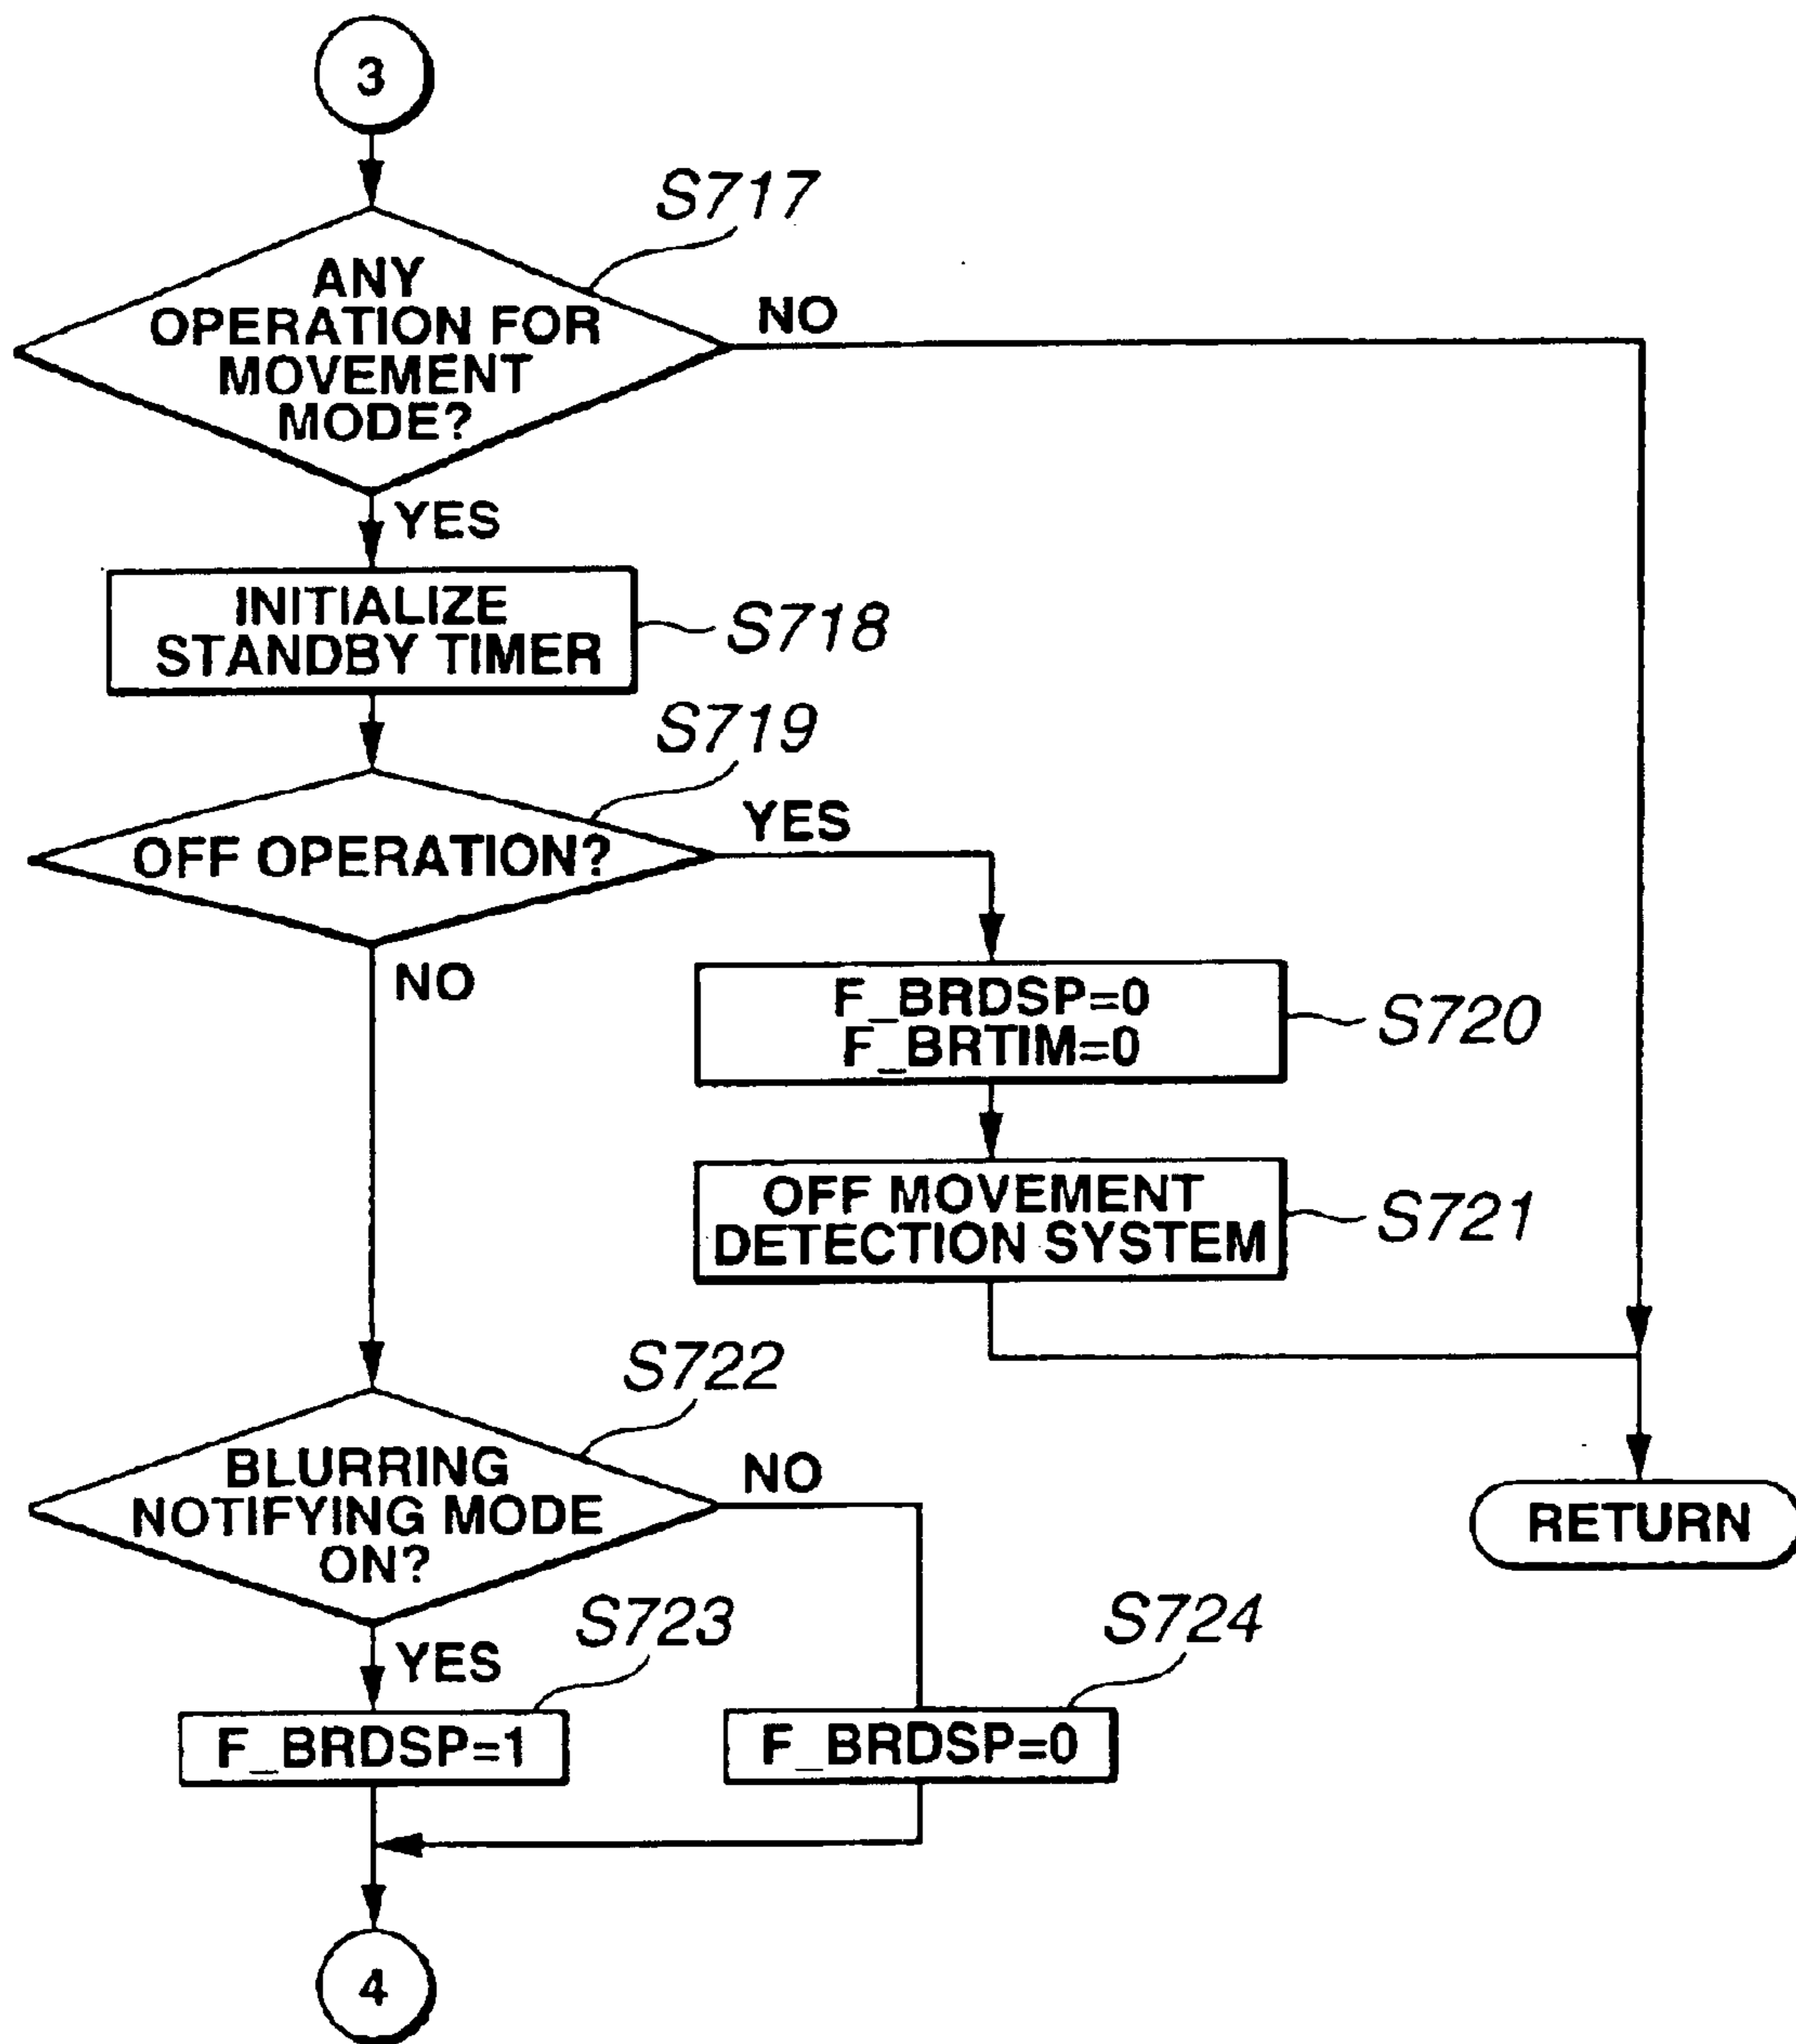 3
S717
ANY
OPERATION FOR
MOVEMENT
MODE?
NO
YES
INITIALIZE
STANDBY TIMER
S718
S719
OFF OPERATION?
YES
NO
F_BRDSP=0
F_BRTIM=0
S720
OFF MOVEMENT
DETECTION SYSTEM
S721
S722
BLURRING
NOTIFYING MODE
ON?
NO
RETURN
YES
S723
S724
F_BRDSP=1
F_BRDSP=0
4